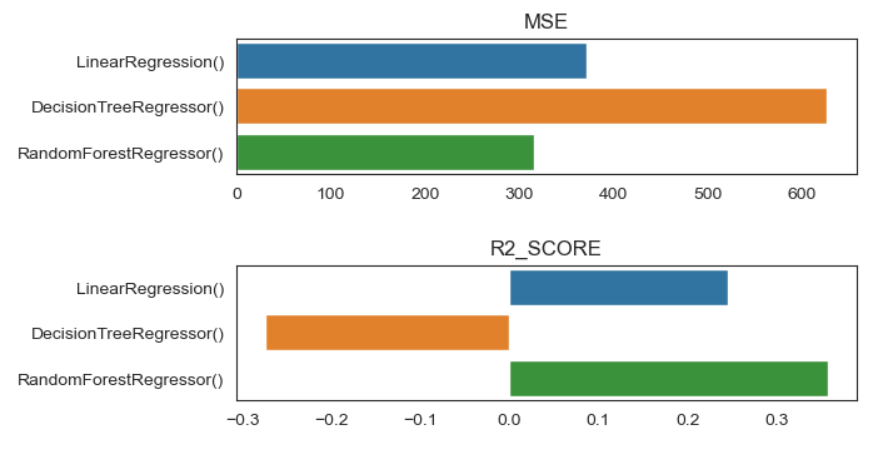 MSE
LinearRegression()
DecisionTreeRegressor()
RandomForestRegressor()
0 100 200 300 400 500 600
R2_SCORE
LinearRegression()
DecisionTreeRegressor()
RandomForestRegressor()
−0.3 −0.2 −0.1 0.0 0.1 0.2 0.3